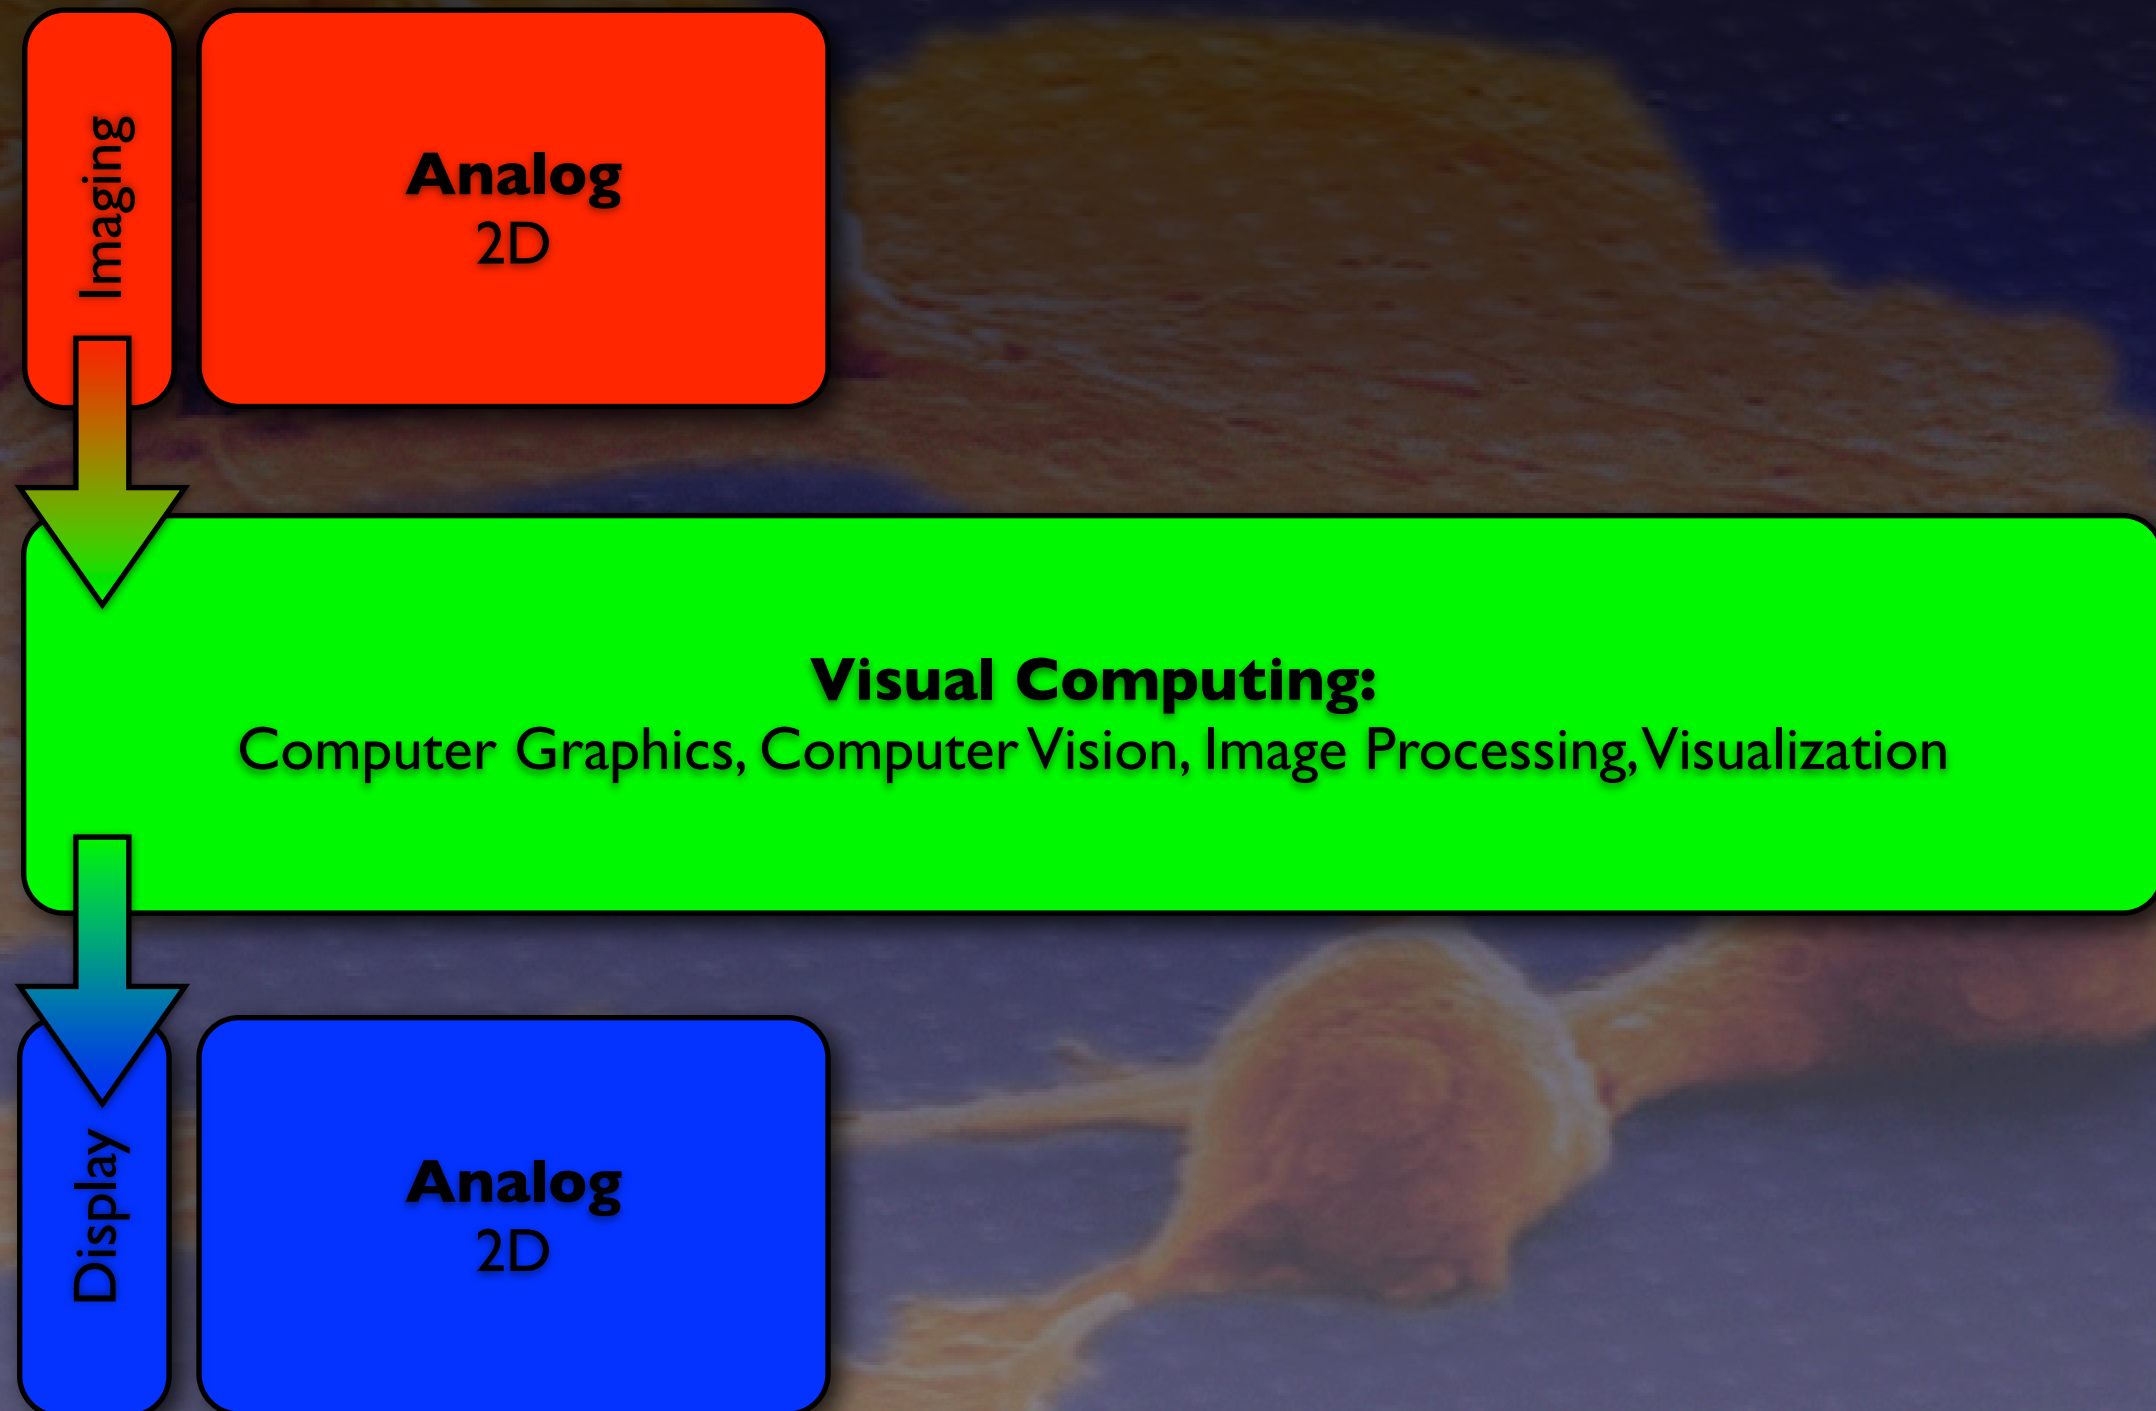 Imaging
Analog
2D
Visual Computing:
Computer Graphics, Computer Vision, Image Processing, Visualization
Display
Analog
2D